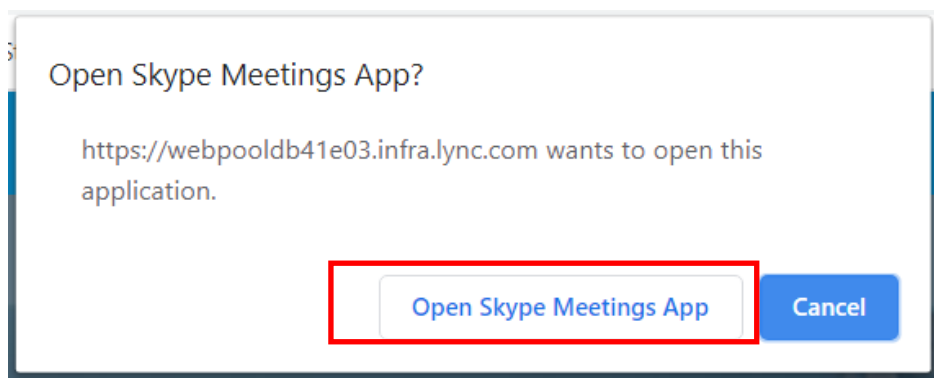 Open Skype Meetings App?
https://webpooldb41e03.infra.lync.com wants to open this
application.
Open Skype Meetings App
Cancel